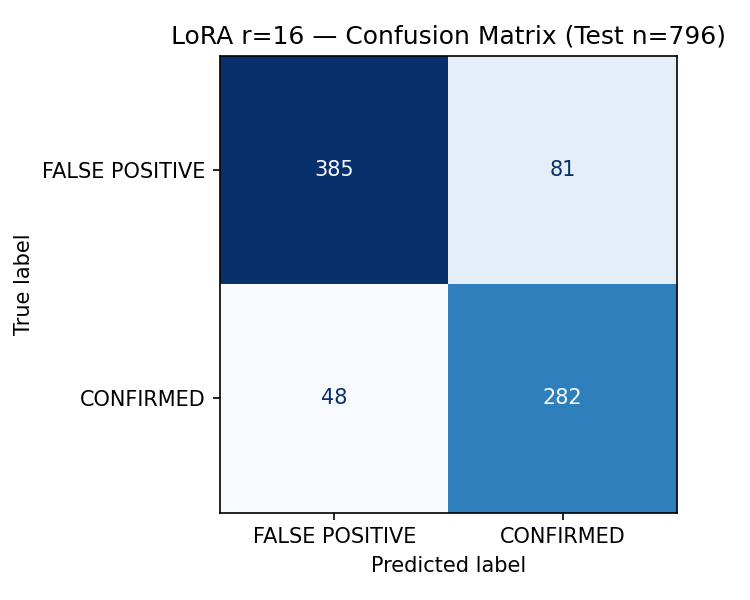 LoRA r=16 — Confusion Matrix (Test n=796)
True label
FALSE POSITIVE
385
81
CONFIRMED
48
282
FALSE POSITIVE
CONFIRMED
Predicted label